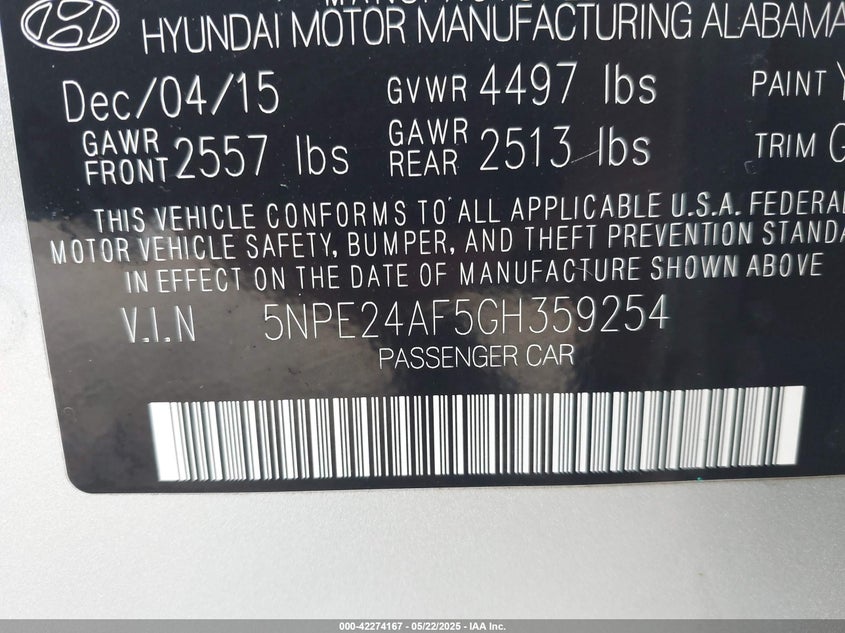 HYUNDAI MOTOR MANUFACTURING ALABAMA
Dec/04/15 GVWR 4497 lbs PAINT
GAWR FRONT 2557 lbs GAWR REAR 2513 lbs TRIM
THIS VEHICLE CONFORMS TO ALL APPLICABLE U.S.A. FEDERAL
MOTOR VEHICLE SAFETY, BUMPER, AND THEFT PREVENTION STANDA
IN EFFECT ON THE DATE OF MANUFACTURE SHOWN ABOVE
V.I.N 5NPE24AF5GH359254
PASSENGER CAR
000-42274167 - 05/22/2025 - IAA Inc.